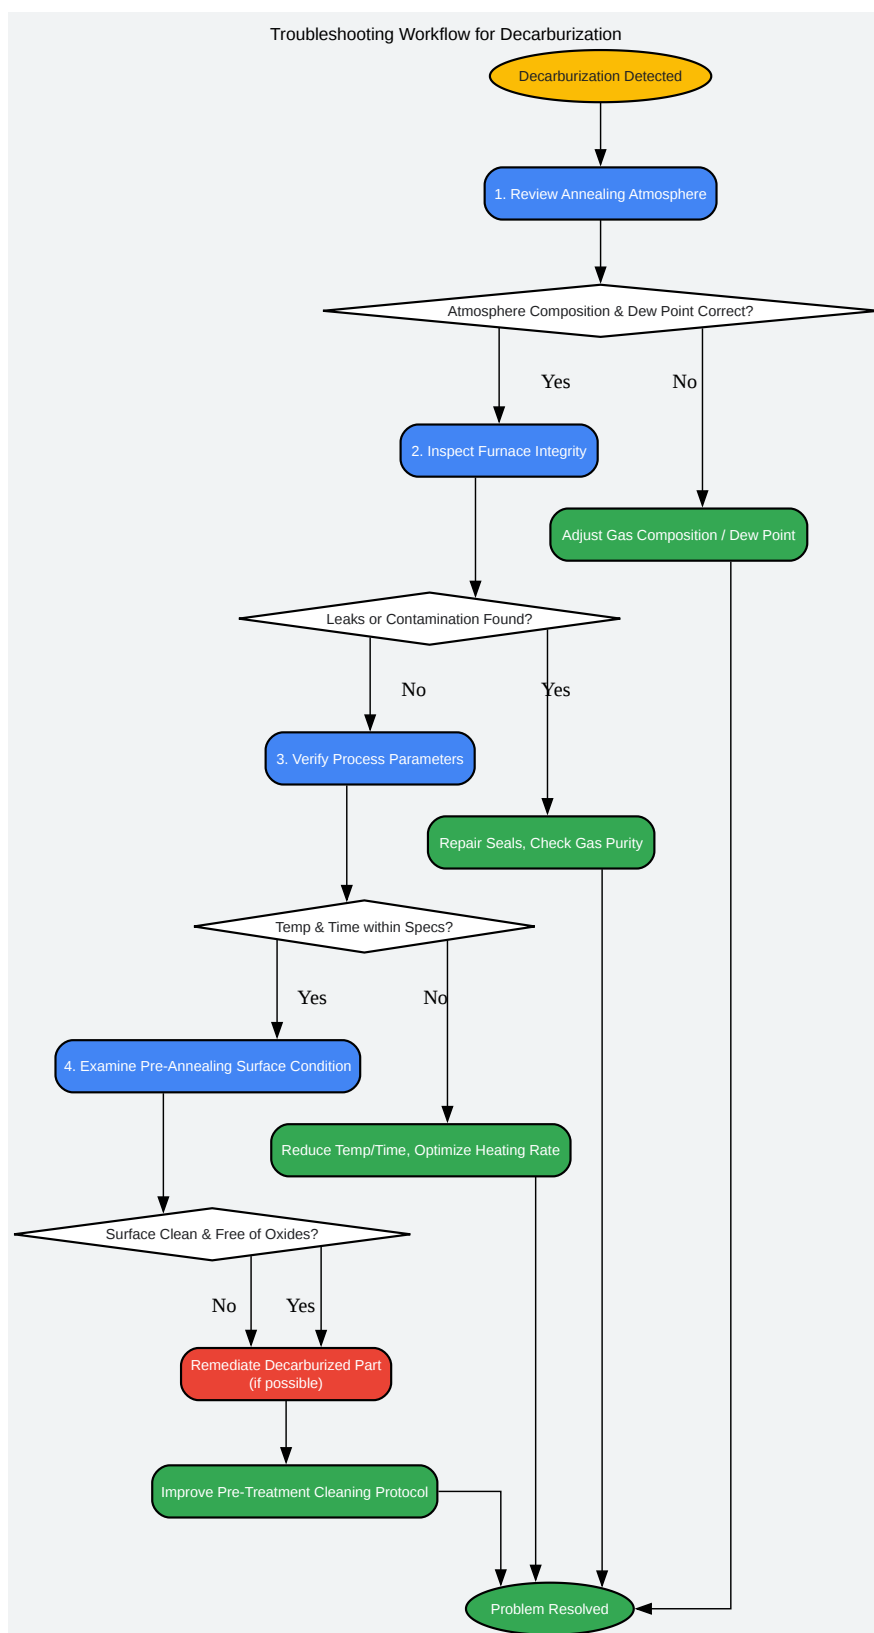 Troubleshooting Workflow for Decarburization
Decarburization Detected
1. Review Annealing Atmosphere
Atmosphere Composition & Dew Point Correct?
Yes
No
2. Inspect Furnace Integrity
Adjust Gas Composition / Dew Point
Leaks or Contamination Found?
No
Yes
3. Verify Process Parameters
Repair Seals, Check Gas Purity
Temp & Time within Specs?
Yes
No
4. Examine Pre-Annealing Surface Condition
Reduce Temp/Time, Optimize Heating Rate
Surface Clean & Free of Oxides?
No
Yes
Remediate Decarburized Part
(if possible)
Improve Pre-Treatment Cleaning Protocol
Problem Resolved